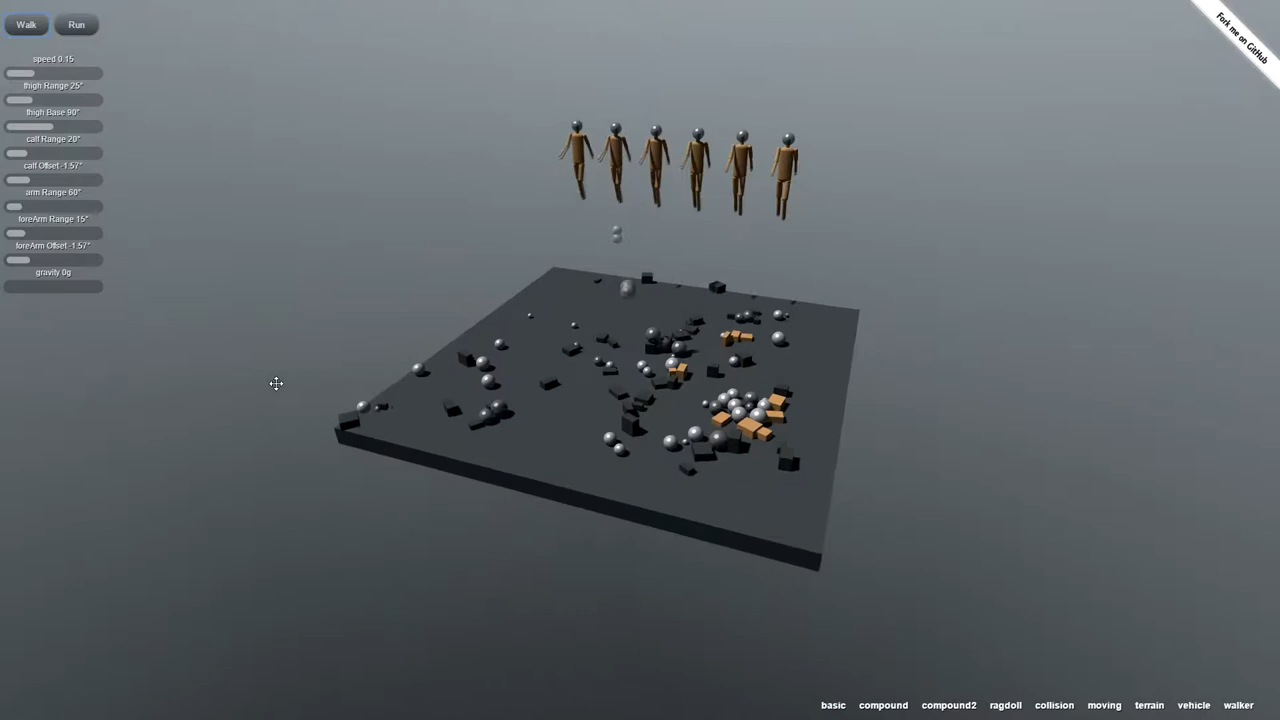 Walk
Run
speed 0.15
thigh Range 25°
thigh Base 90°
calf Range 20°
calf Offset -1.57°
arm Range 60°
foreArm Range 15°
foreArm Offset -1.57°
gravity 0g
Fork me on GitHub
basic compound compound2 ragdoll collision moving terrain vehicle walker